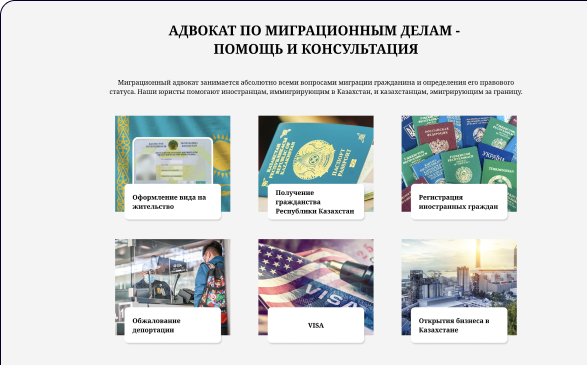 АДВОКАТ ПО МИГРАЦИОННЫМ ДЕЛАМ -
ПОМОЩЬ И КОНСУЛЬТАЦИЯ
Миграционный адвокат занимается абсолютно всеми вопросами миграции гражданина и определения его правового
статуса. Наши юристы помогают иностранцам, иммигрирующим в Казахстан, и казахстанцам, эмигрирующим за границу.
Оформление вида на
жительство
Получение
гражданства
Республики Казахстан
Регистрация
иностранных граждан
Обжалование
депортации
VISA
Открытия бизнеса в
Казахстане